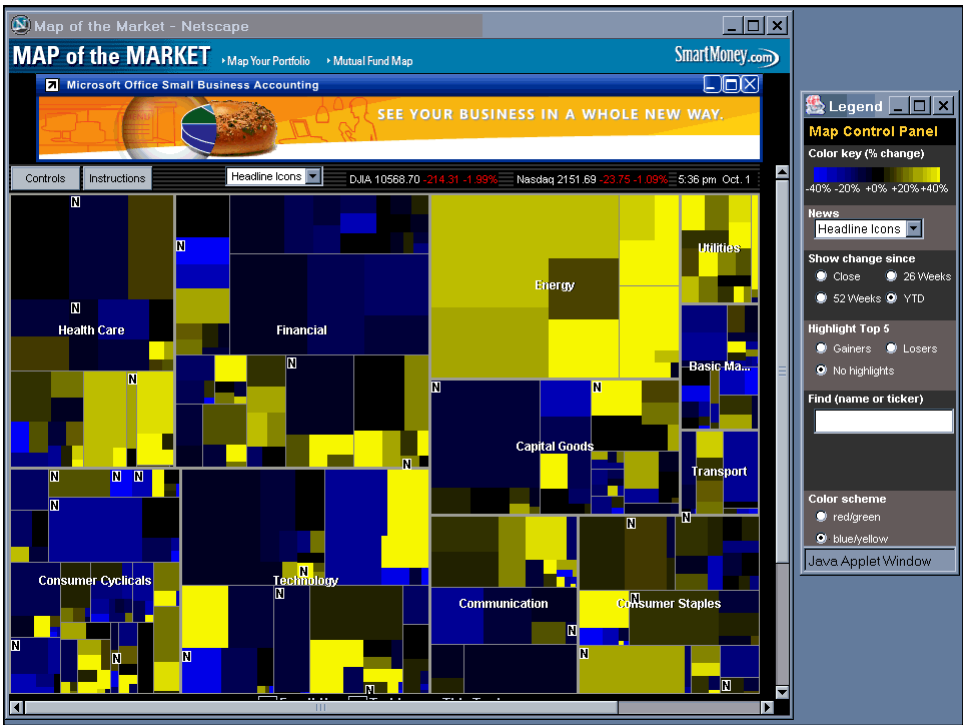 Map of the Market - Netscape
MAP of the MARKET
Map Your Portfolio
Mutual Fund Map
SmartMoney.com
Microsoft Office Small Business Accounting
MENU
SEE YOUR BUSINESS IN A WHOLE NEW WAY.
Controls
Instructions
Headline Icons
DJIA 10568.70 -214.31 -1.99%
Nasdaq 2151.69 -23.75 -1.09%
5:36 pm Oct. 1
N
N
N
Utilities
Energy
N
Health Care
Financial
N
Basic Ma...
N
N
N
Capital Goods
N
Transport
N
N
N
N
N
N
N
Consumer Cyclicals
Technology
N
N
N
Communication
Consumer Staples
N
N
N
N
N
N
N
Legend
Map Control Panel
Color key (% change)
-40% -20% +0% +20% +40%
News
Headline Icons
Show change since
Close
26 Weeks
52 Weeks
YTD
Highlight Top 5
Gainers
Losers
No highlights
Find (name or ticker)
Color scheme
red/green
blue/yellow
Java Applet Window